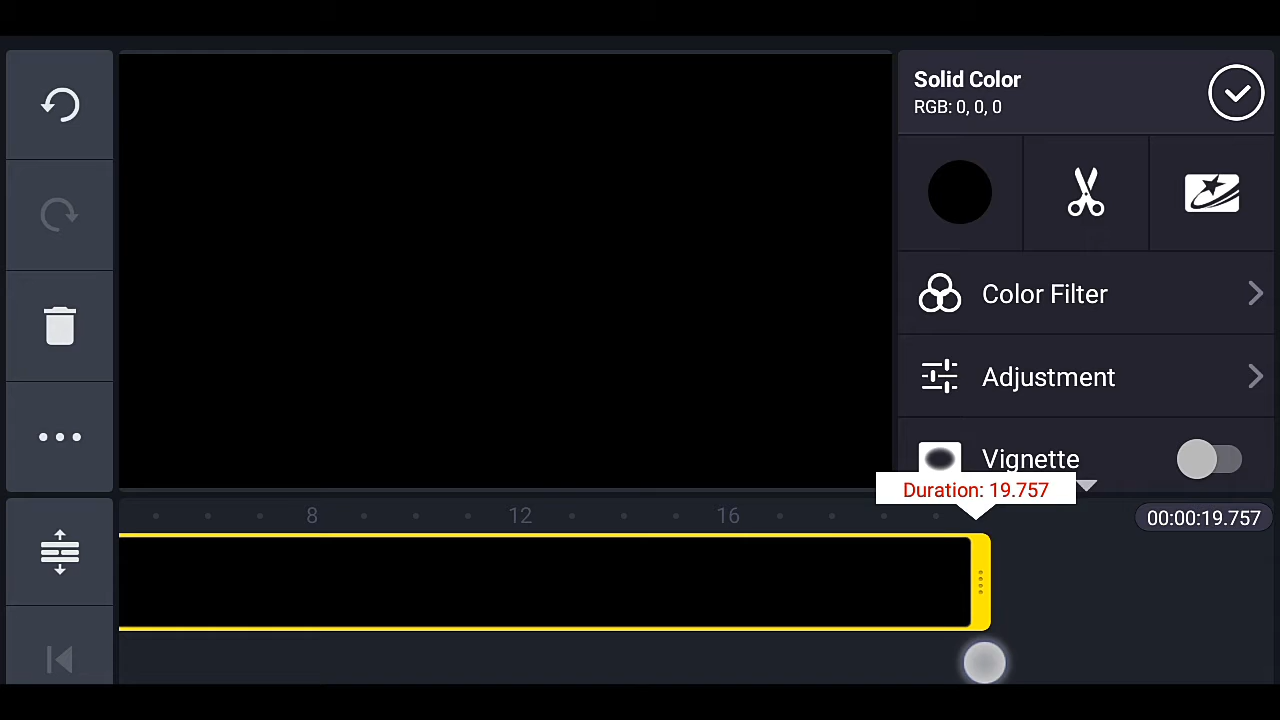 Solid Color
RGB: 0, 0, 0
Color Filter
Adjustment
Vignette
Duration: 19.757
8 12 16
00:00:19.757